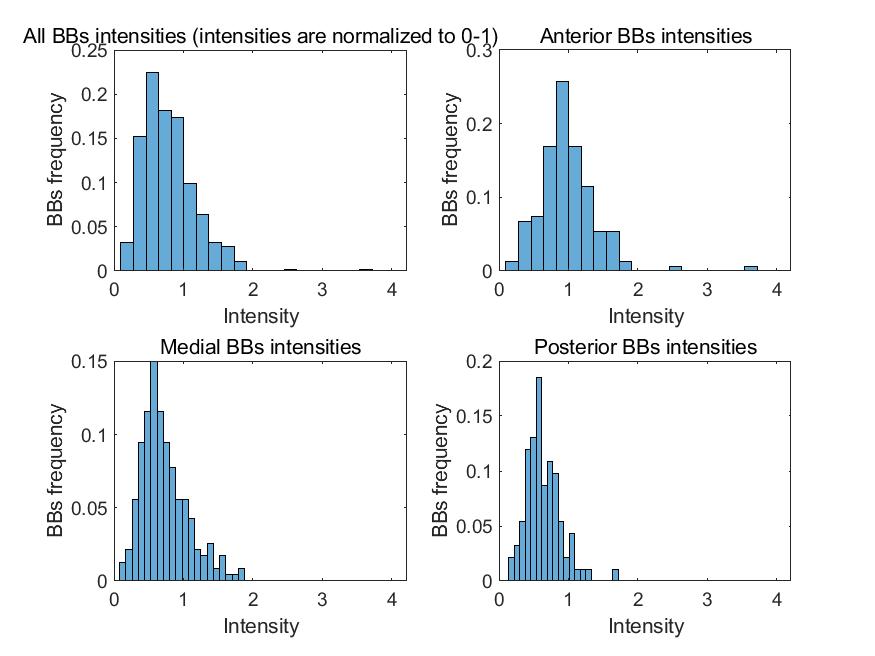 All BBs intensities (intensities are normalized to 0-1)
0.25
0.2
0.15
0.1
0.05
0
BBs frequency
0 1 2 3 4
Intensity
Anterior BBs intensities
0.3
0.2
0.1
0
BBs frequency
0 1 2 3 4
Intensity
Medial BBs intensities
0.15
0.1
0.05
0
BBs frequency
0 1 2 3 4
Intensity
Posterior BBs intensities
0.2
0.15
0.1
0.05
0
BBs frequency
0 1 2 3 4
Intensity